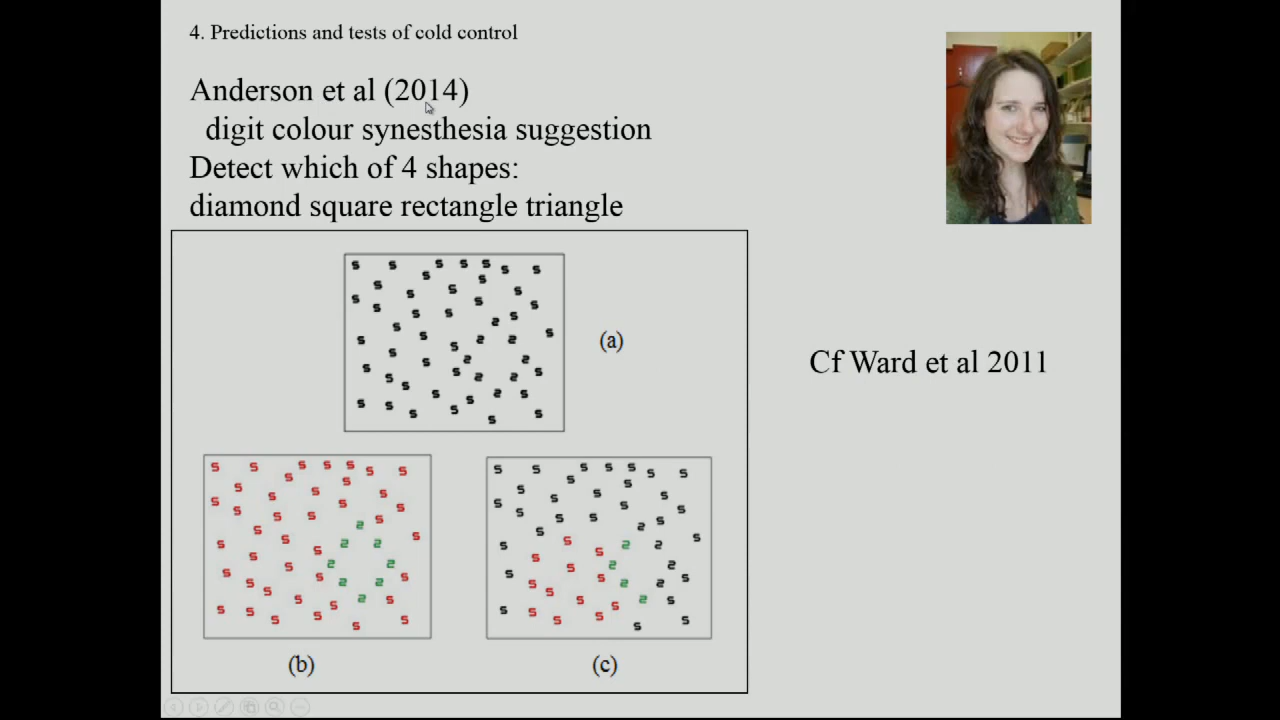 4. Predictions and tests of cold control
Anderson et al (2014)
digit colour synesthesia suggestion
Detect which of 4 shapes:
diamond square rectangle triangle
(a)
Cf Ward et al 2011
(b)
(c)